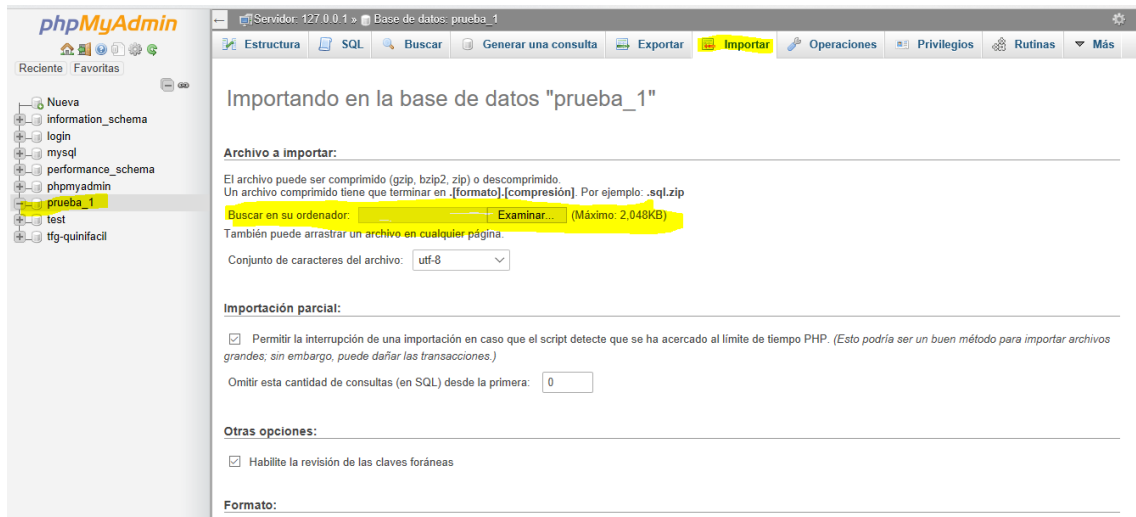 phpMyAdmin
Reciente Favoritas
Nueva
information_schema
login
mysql
performance_schema
phpmyadmin
prueba_1
test
tfg-quinifacil
Servidor: 127.0.0.1 » Base de datos: prueba_1
Estructura SQL Buscar Generar una consulta Exportar Importar Operaciones Privilegios Rutinas Más
Importando en la base de datos "prueba_1"
Archivo a importar:
El archivo puede ser comprimido (gzip, bzip2, zip) o descomprimido.
Un archivo comprimido tiene que terminar en .[formato].[compresión]. Por ejemplo: .sql.zip
Buscar en su ordenador: Examinar... (Máximo: 2,048KB)
También puede arrastrar un archivo en cualquier página.
Conjunto de caracteres del archivo: utf-8
Importación parcial:
Permitir la interrupción de una importación en caso que el script detecte que se ha acercado al límite de tiempo PHP. (Esto podría ser un buen método para importar archivos
grandes; sin embargo, puede dañar las transacciones.)
Omitir esta cantidad de consultas (en SQL) desde la primera: 0
Otras opciones:
Habilite la revisión de las claves foráneas
Formato: